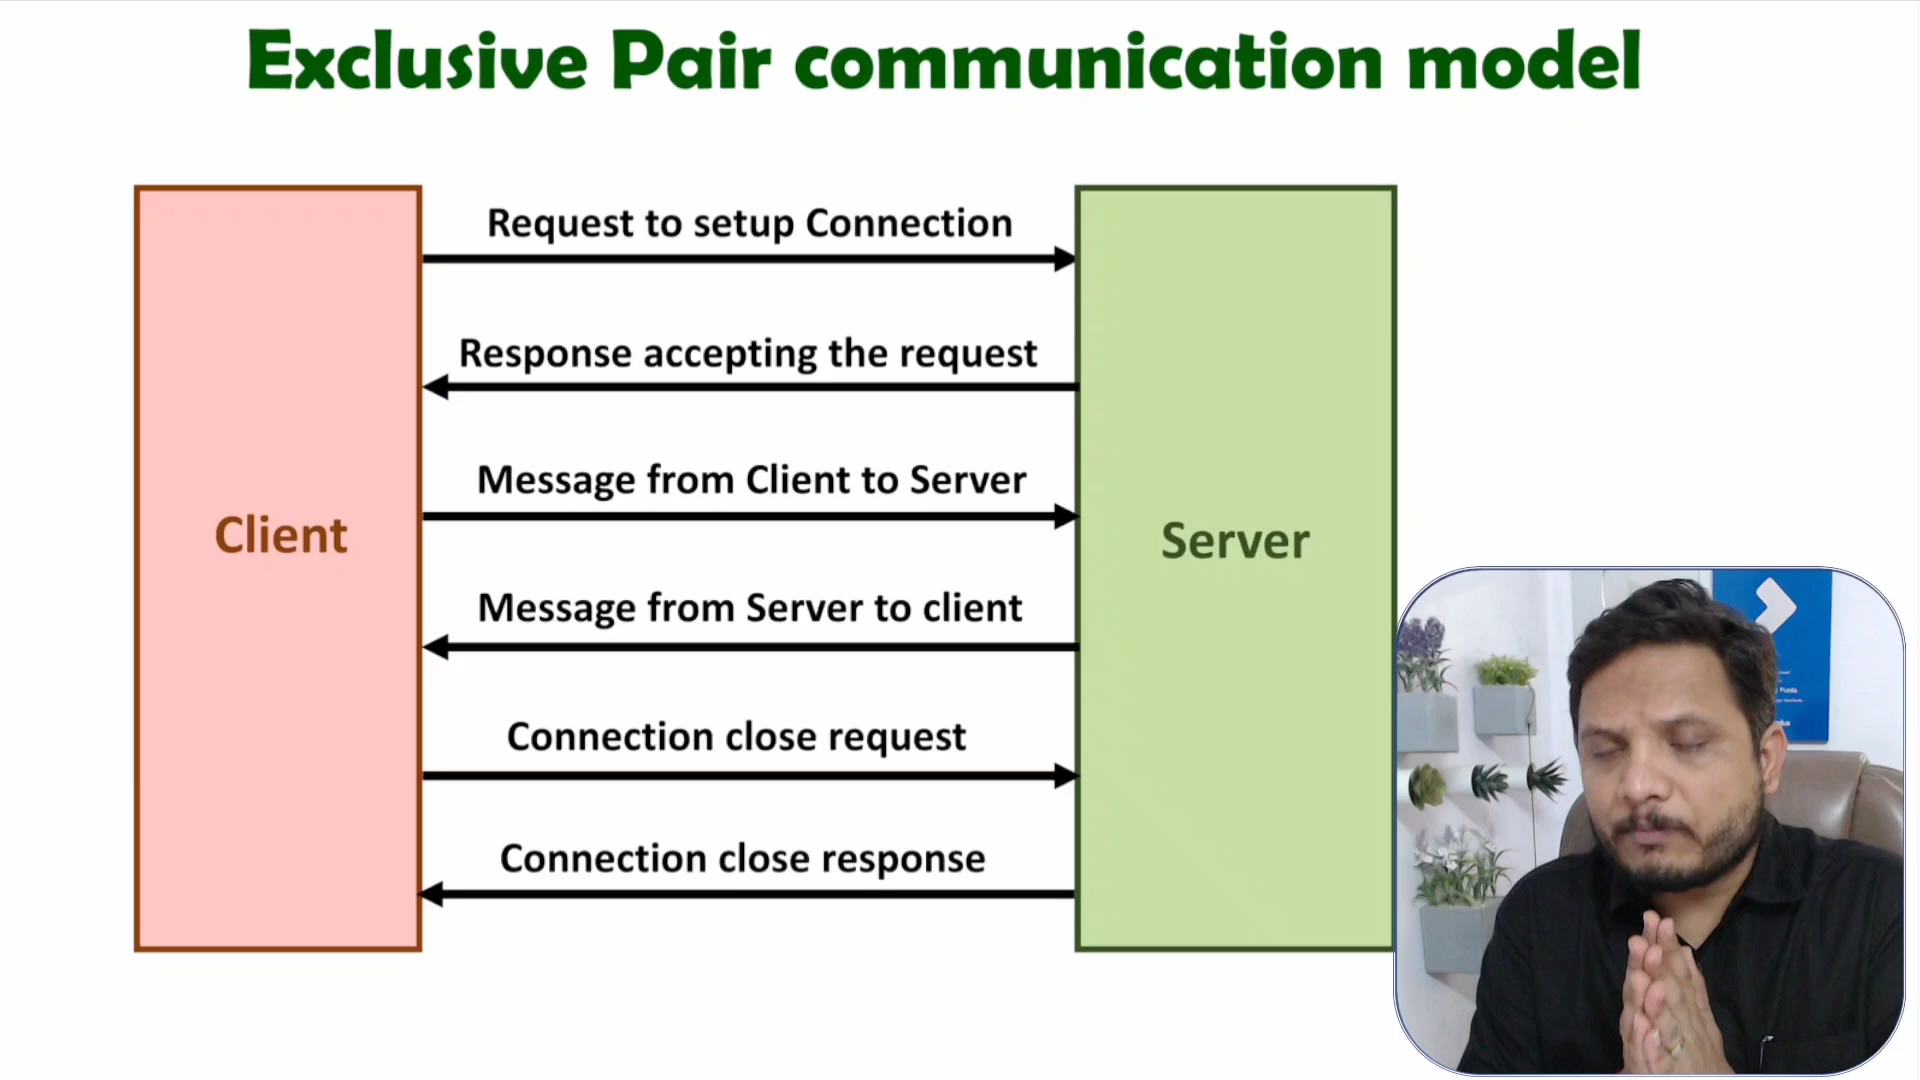 Exclusive Pair communication model
Request to setup Connection
Response accepting the request
Message from Client to Server
Client
Server
Message from Server to client
Connection close request
Connection close response
Funda